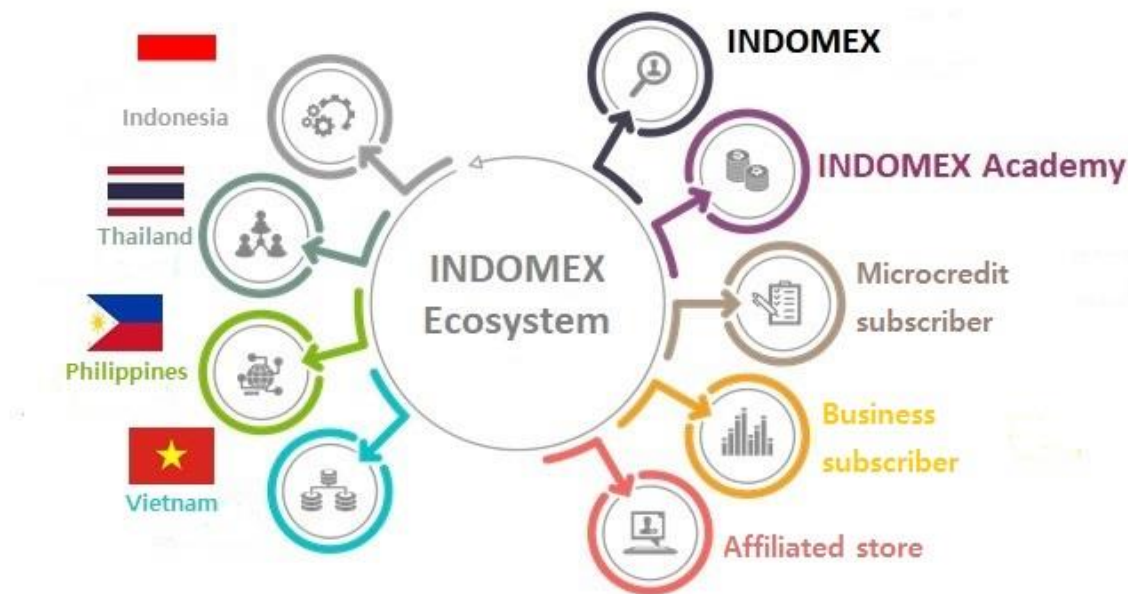 INDOMEX
Indonesia
INDOMEX Academy
Thailand
INDOMEX
Ecosystem
Microcredit
subscriber
Philippines
Business
subscriber
Vietnam
Affiliated store